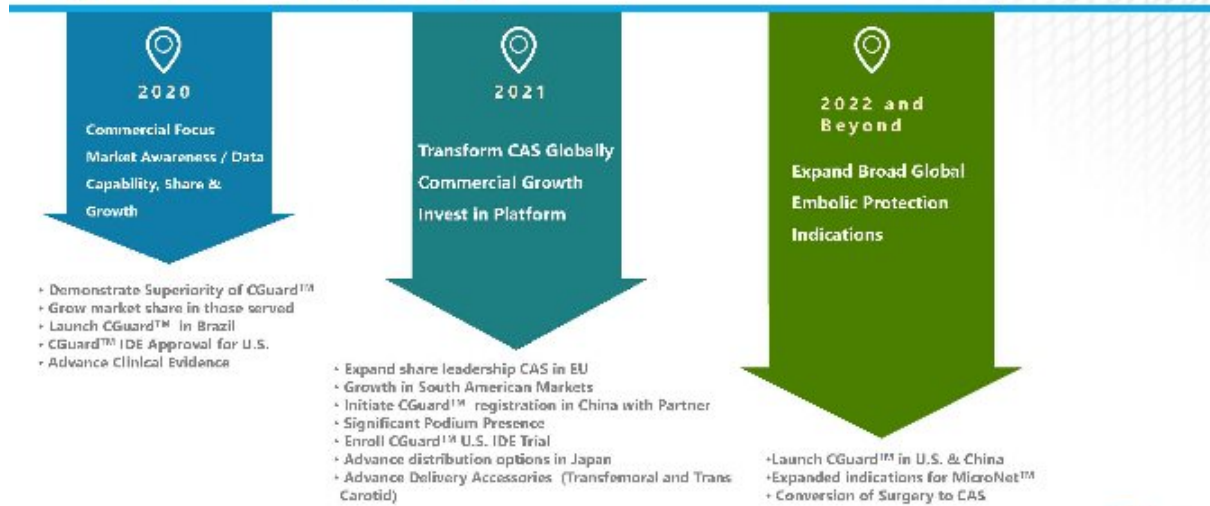 2020
Commercial Focus
Market Awareness / Data
Capability, Share &
Growth
• Demonstrate Superiority of CGuard™
• Grow market share in those served
• Launch CGuard™ in Brazil
• CGuard™ IDE Approval for U.S.
• Advance Clinical Evidence
2021
Transform CAS Globally
Commercial Growth
Invest in Platform
• Expand share leadership CAS in EU
• Growth in South American Markets
• Initiate CGuard™ registration in China with Partner
• Significant Podium Presence
• Enroll CGuard™ U.S. IDE Trial
• Advance distribution options in Japan
• Advance Delivery Accessories (Transfemoral and Trans
Carotid)
2022 and
Beyond
Expand Broad Global
Embolic Protection
Indications
•Launch CGuard™ in U.S. & China
•Expanded indications for MicroNet™
• Conversion of Surgery to CAS